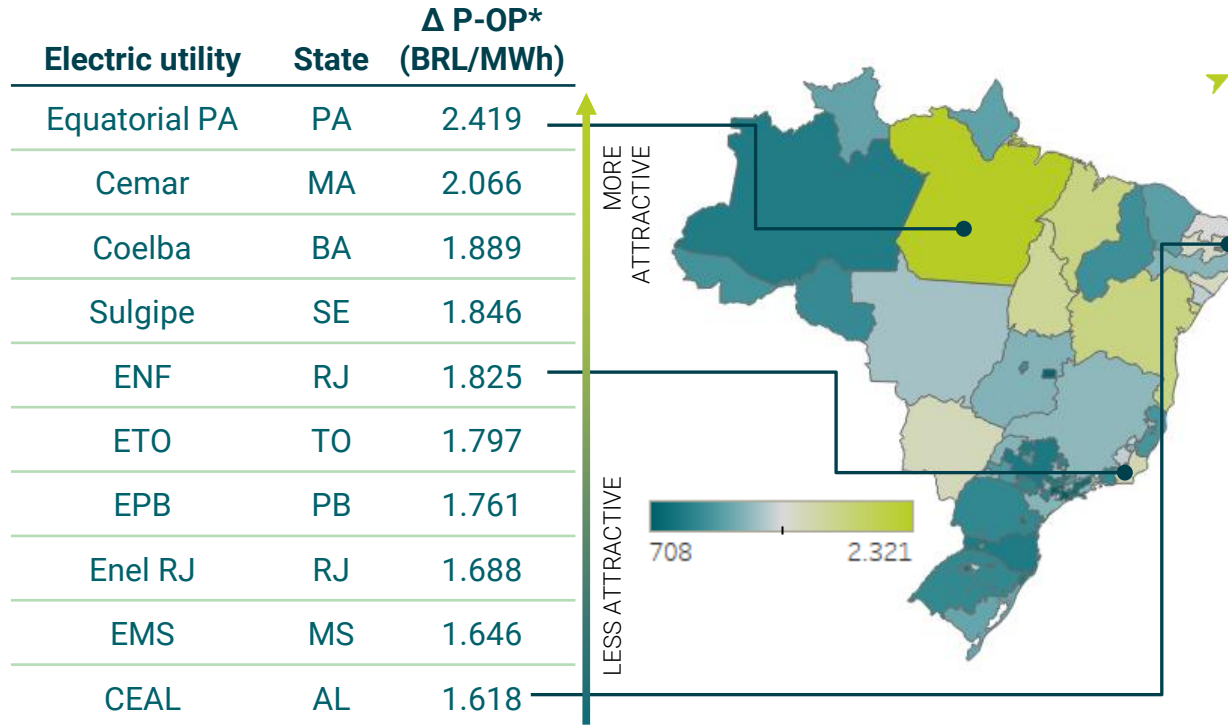 Electric utility State Δ P-OP* (BRL/MWh)
Equatorial PA PA 2.419
Cemar MA 2.066
Coelba BA 1.889
Sulgipe SE 1.846
ENF RJ 1.825
ETO TO 1.797
EPB PB 1.761
Enel RJ RJ 1.688
EMS MS 1.646
CEAL AL 1.618
MORE
ATTRACTIVE
LESS ATTRACTIVE
708 2.321